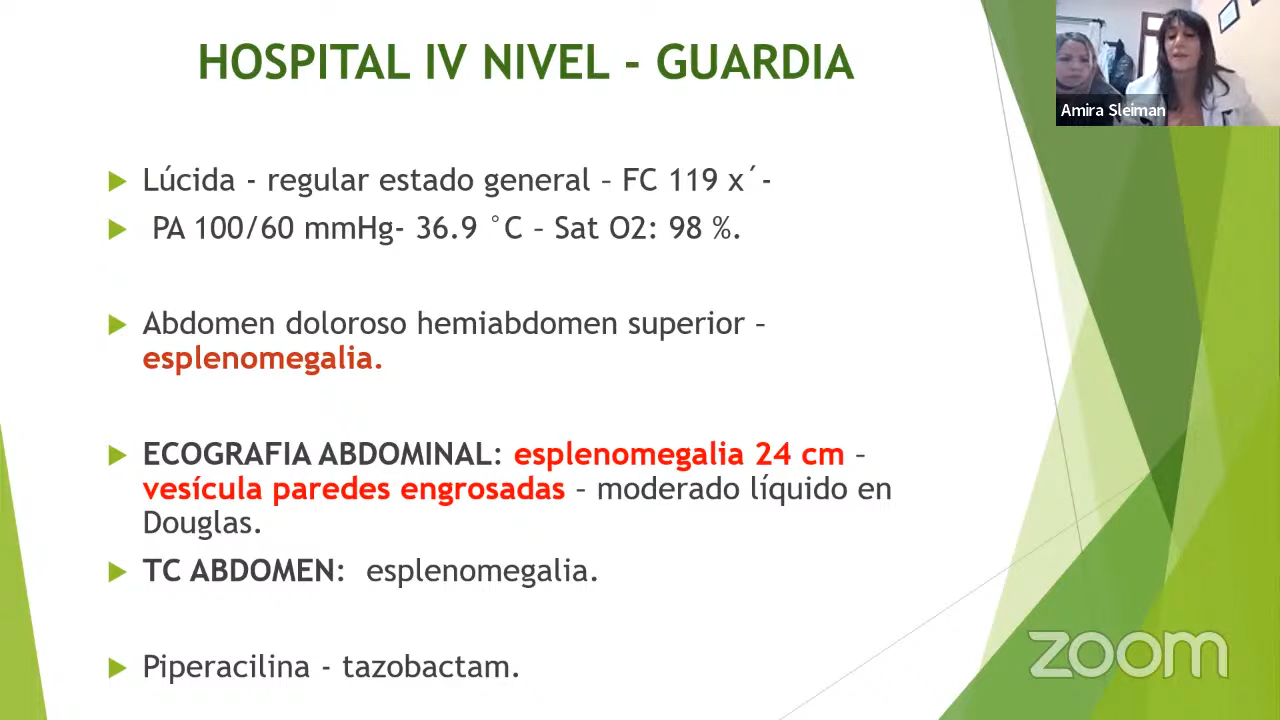 HOSPITAL IV NIVEL - GUARDIA
Amira Sleiman
Lúcida - regular estado general – FC 119 x´-
PA 100/60 mmHg- 36.9 °C – Sat O2: 98 %.
Abdomen doloroso hemiabdomen superior –
esplenomegalia.
ECOGRAFIA ABDOMINAL: esplenomegalia 24 cm –
vesícula paredes engrosadas – moderado líquido en
Douglas.
TC ABDOMEN: esplenomegalia.
Piperacilina - tazobactam.
zoom